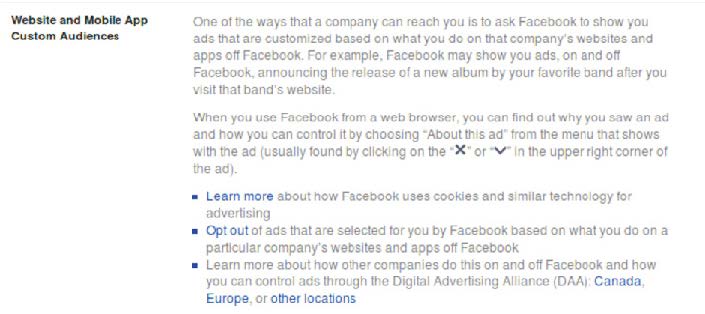 Website and Mobile App
Custom Audiences
One of the ways that a company can reach you is to ask Facebook to show you
ads that are customized based on what you do on that company's websites and
apps off Facebook. For example, Facebook may show you ads, on and off
Facebook, announcing the release of a new album by your favorite band after you
visit that band's website.
When you use Facebook from a web browser, you can find out why you saw an ad
and how you can control it by choosing “About this ad” from the menu that shows
with the ad (usually found by clicking on the “✕” or “✓” in the upper right corner of
the ad).
Learn more about how Facebook uses cookies and similar technology for
advertising
Opt out of ads that are selected for you by Facebook based on what you do on a
particular company's websites and apps off Facebook
Learn more about how other companies do this on and off Facebook and how
you can control ads through the Digital Advertising Alliance (DAA): Canada,
Europe, or other locations